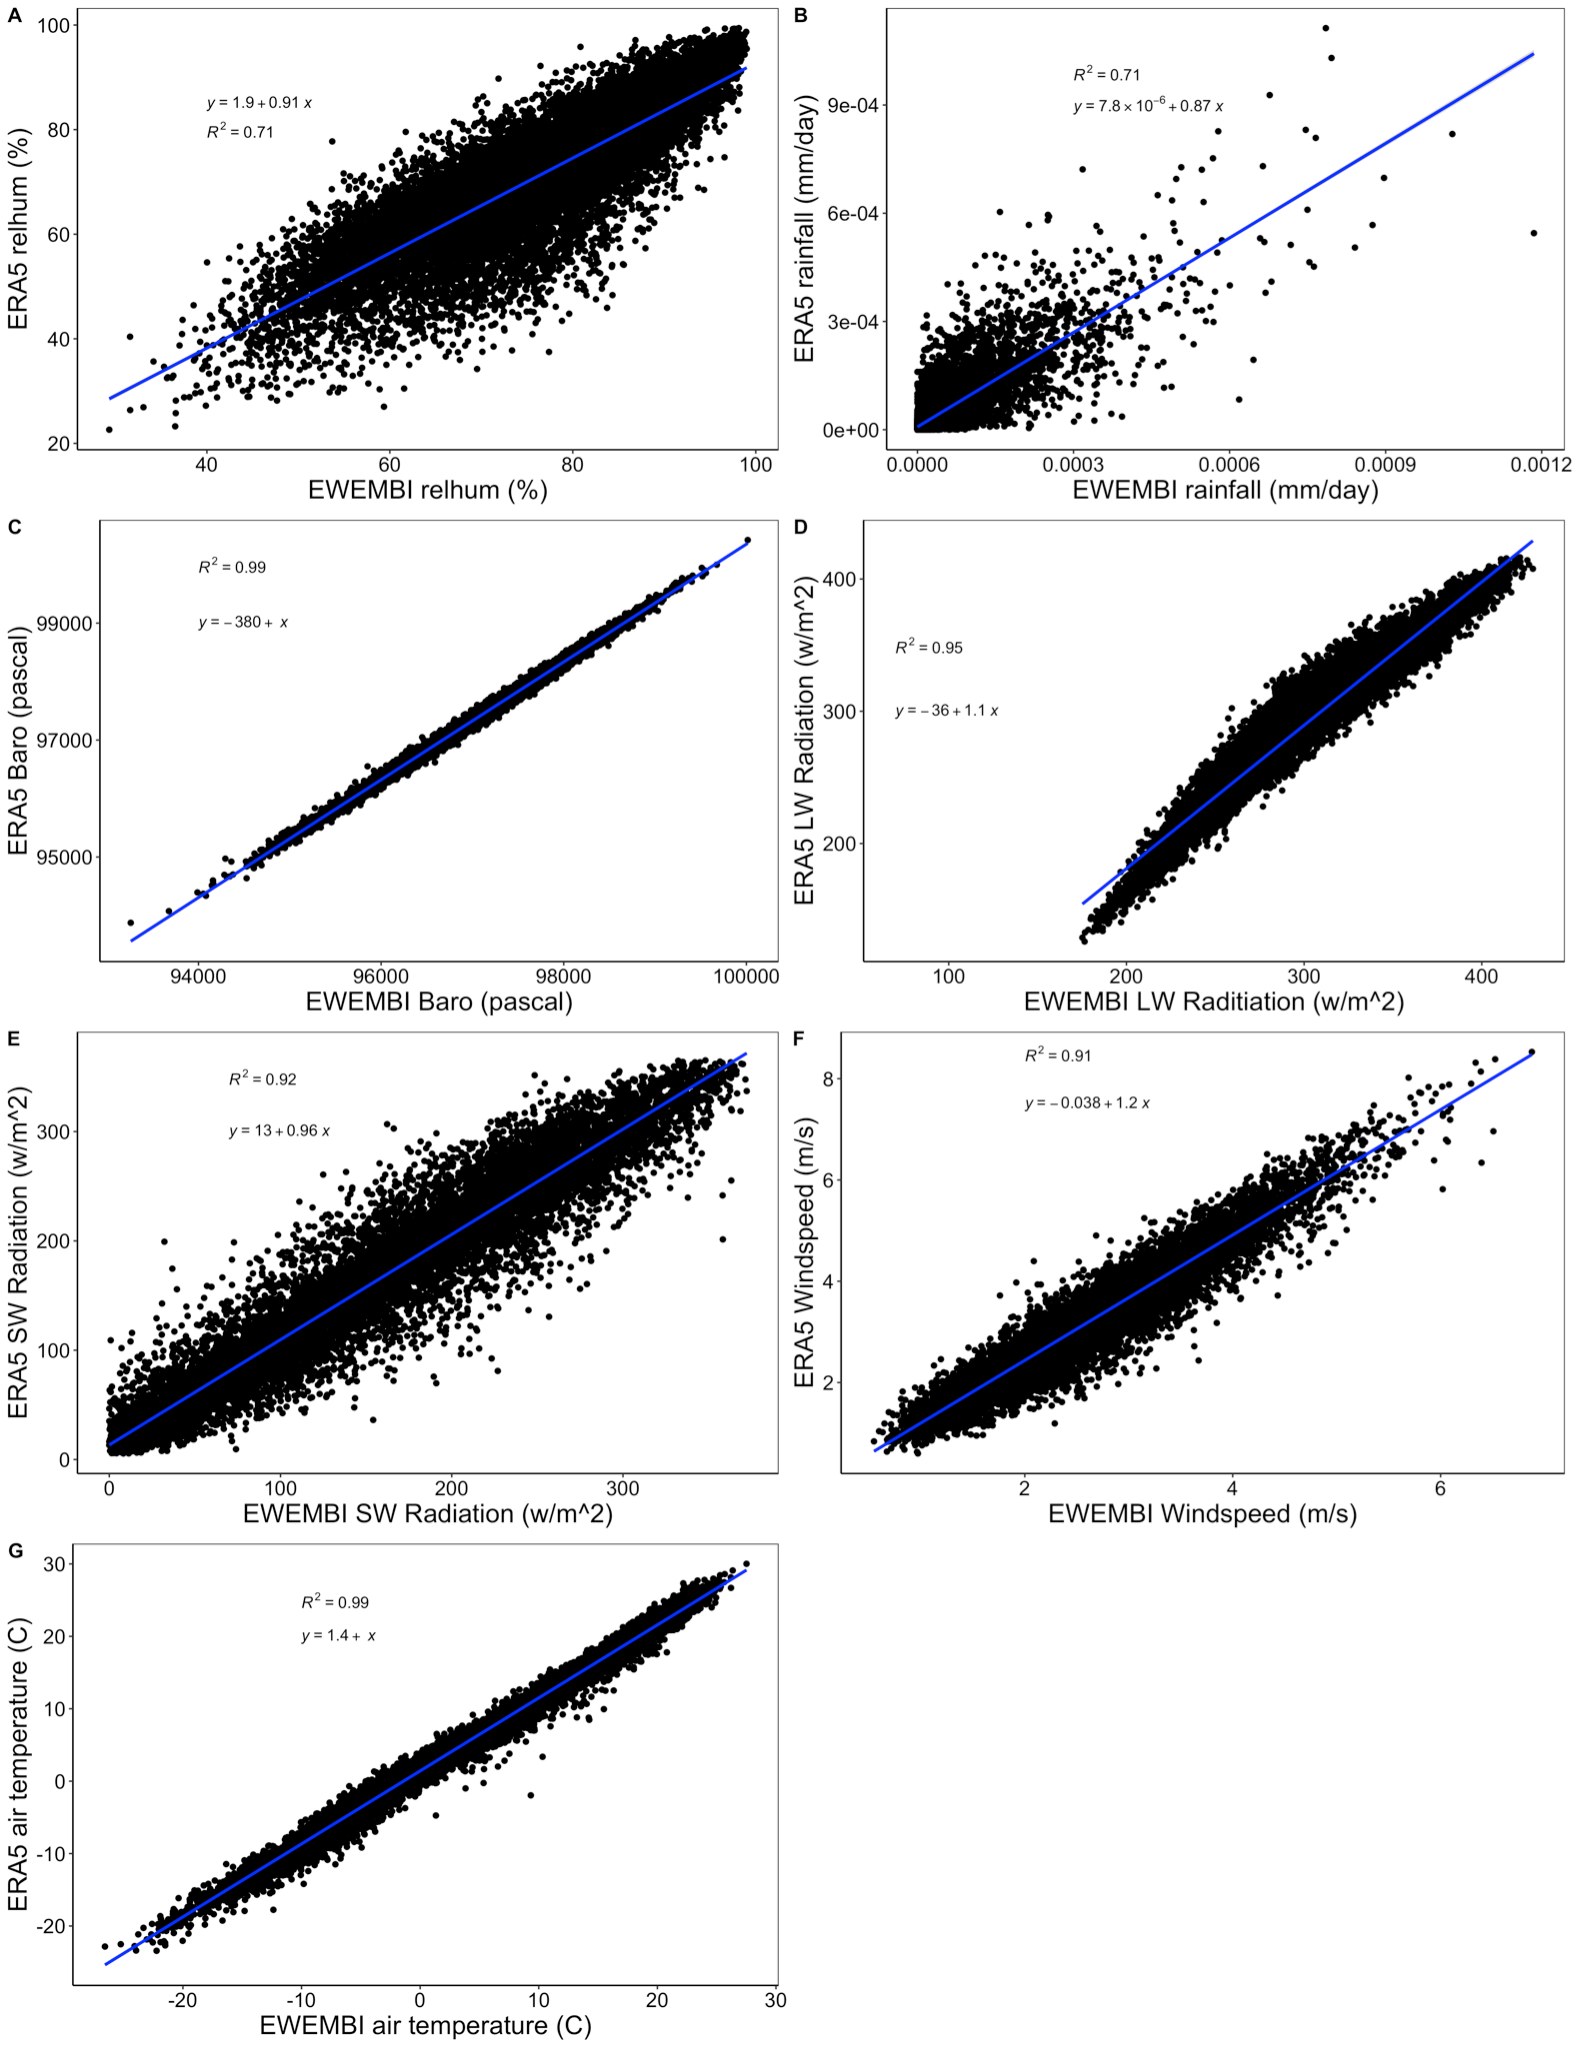 A
100
80
60
40
20
40
60
80
100
ERA5 relhum (%)
EWEMBI relhum (%)
y = 1.9 + 0.91 x
R² = 0.71
B
9e-04
6e-04
3e-04
0e+00
0.0000
0.0003
0.0006
0.0009
0.0012
ERA5 rainfall (mm/day)
EWEMBI rainfall (mm/day)
R² = 0.71
y = 7.8 × 10⁻⁶ + 0.87 x
C
99000
97000
95000
94000
96000
98000
100000
ERA5 Baro (pascal)
EWEMBI Baro (pascal)
R² = 0.99
y = − 380 + x
D
400
300
200
100
200
300
400
ERA5 LW Radiation (w/m^2)
EWEMBI LW Raditiation (w/m^2)
R² = 0.95
y = − 36 + 1.1 x
E
300
200
100
0
0
100
200
300
ERA5 SW Radiation (w/m^2)
EWEMBI SW Radiation (w/m^2)
R² = 0.92
y = 13 + 0.96 x
F
8
6
4
2
2
4
6
ERA5 Windspeed (m/s)
EWEMBI Windspeed (m/s)
R² = 0.91
y = − 0.038 + 1.2 x
G
30
20
10
0
-10
-20
-20
-10
0
10
20
30
ERA5 air temperature (C)
EWEMBI air temperature (C)
R² = 0.99
y = 1.4 + x